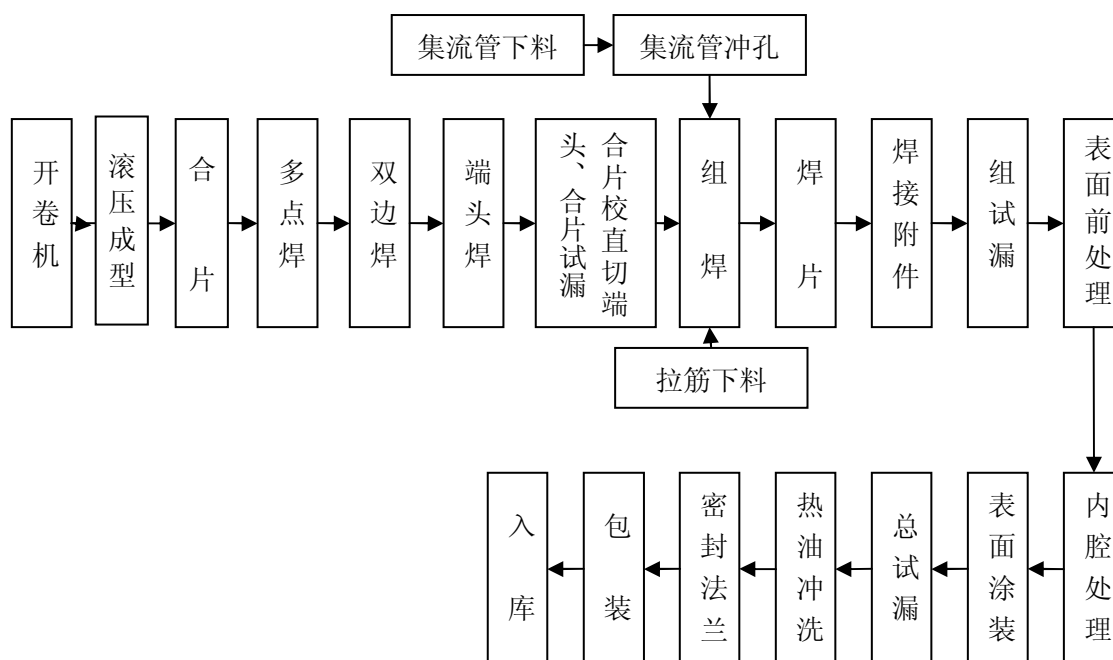 集流管下料
集流管冲孔
开卷机
滚压成型
合片
多点焊
双边焊
端头焊
合片校直切端
头、合片试漏
组焊
焊片
焊接附件
组试漏
表面前处理
拉筋下料
内腔处理
表面涂装
总试漏
热油冲洗
密封法兰
包装
入库